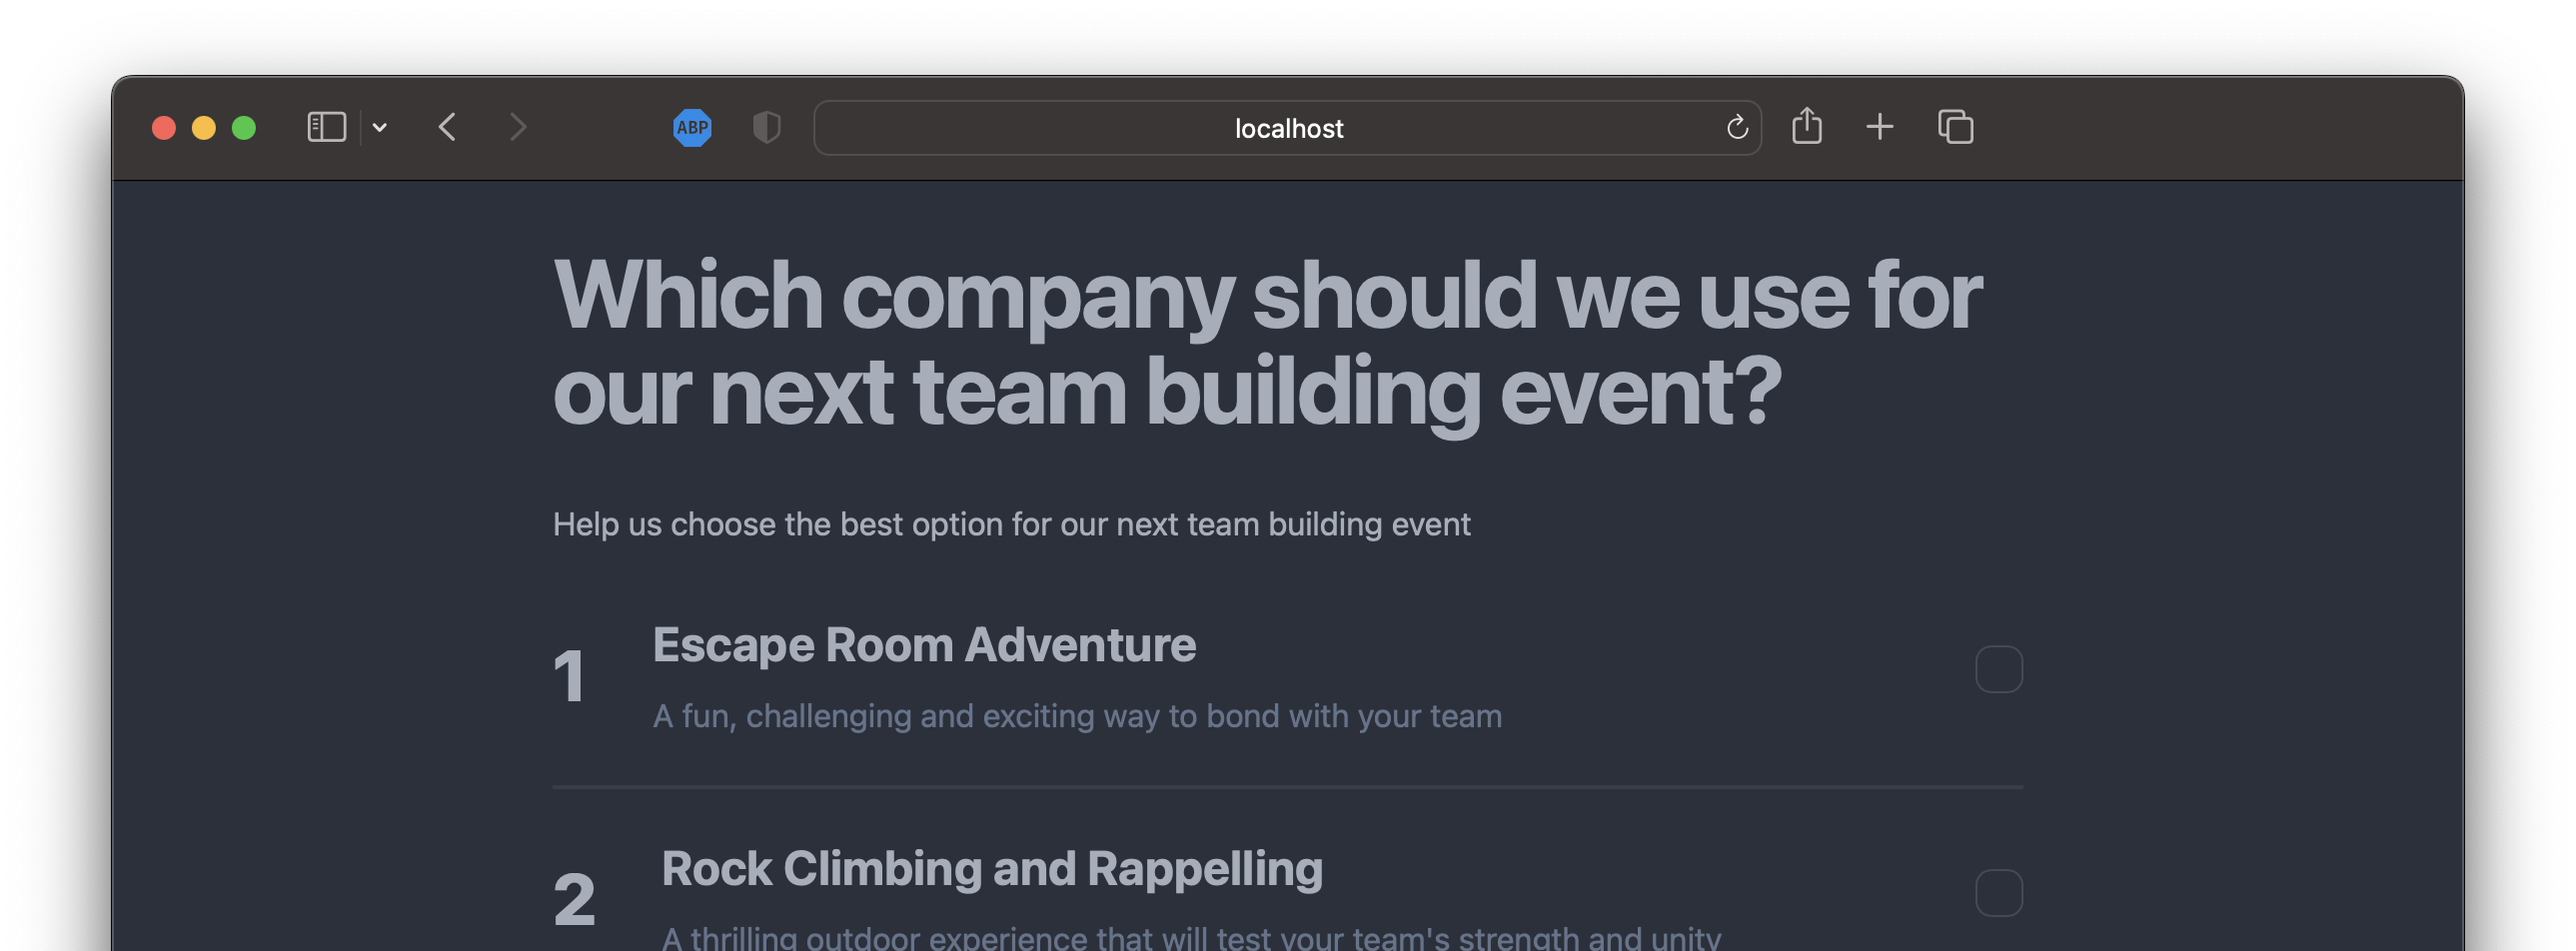 ABP
localhost
Which company should we use for
our next team building event?
Help us choose the best option for our next team building event
1
Escape Room Adventure
A fun, challenging and exciting way to bond with your team
2
Rock Climbing and Rappelling
A thrilling outdoor experience that will test your team's strength and unity